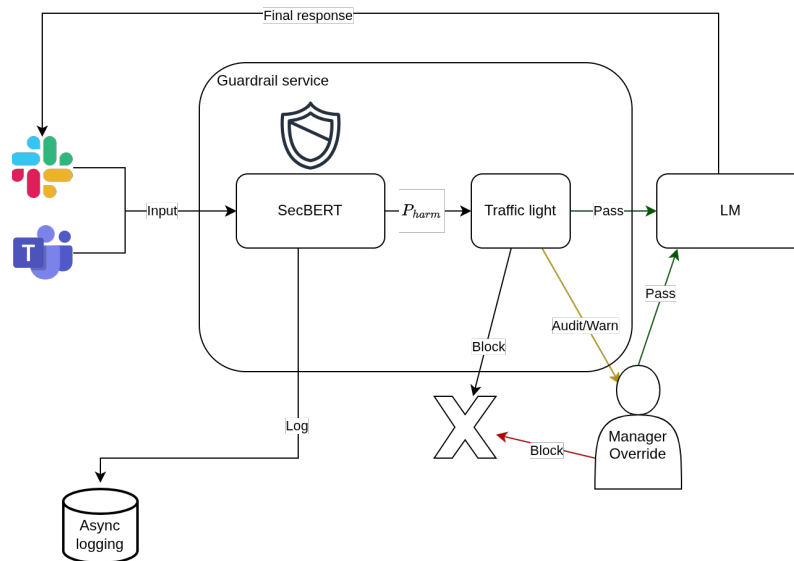 Final response
Guardrail service
Input
SecBERT
P_harm
Traffic light
Pass
LM
T
Pass
Audit/Warn
Block
Log
Manager
Override
Block
Async
logging